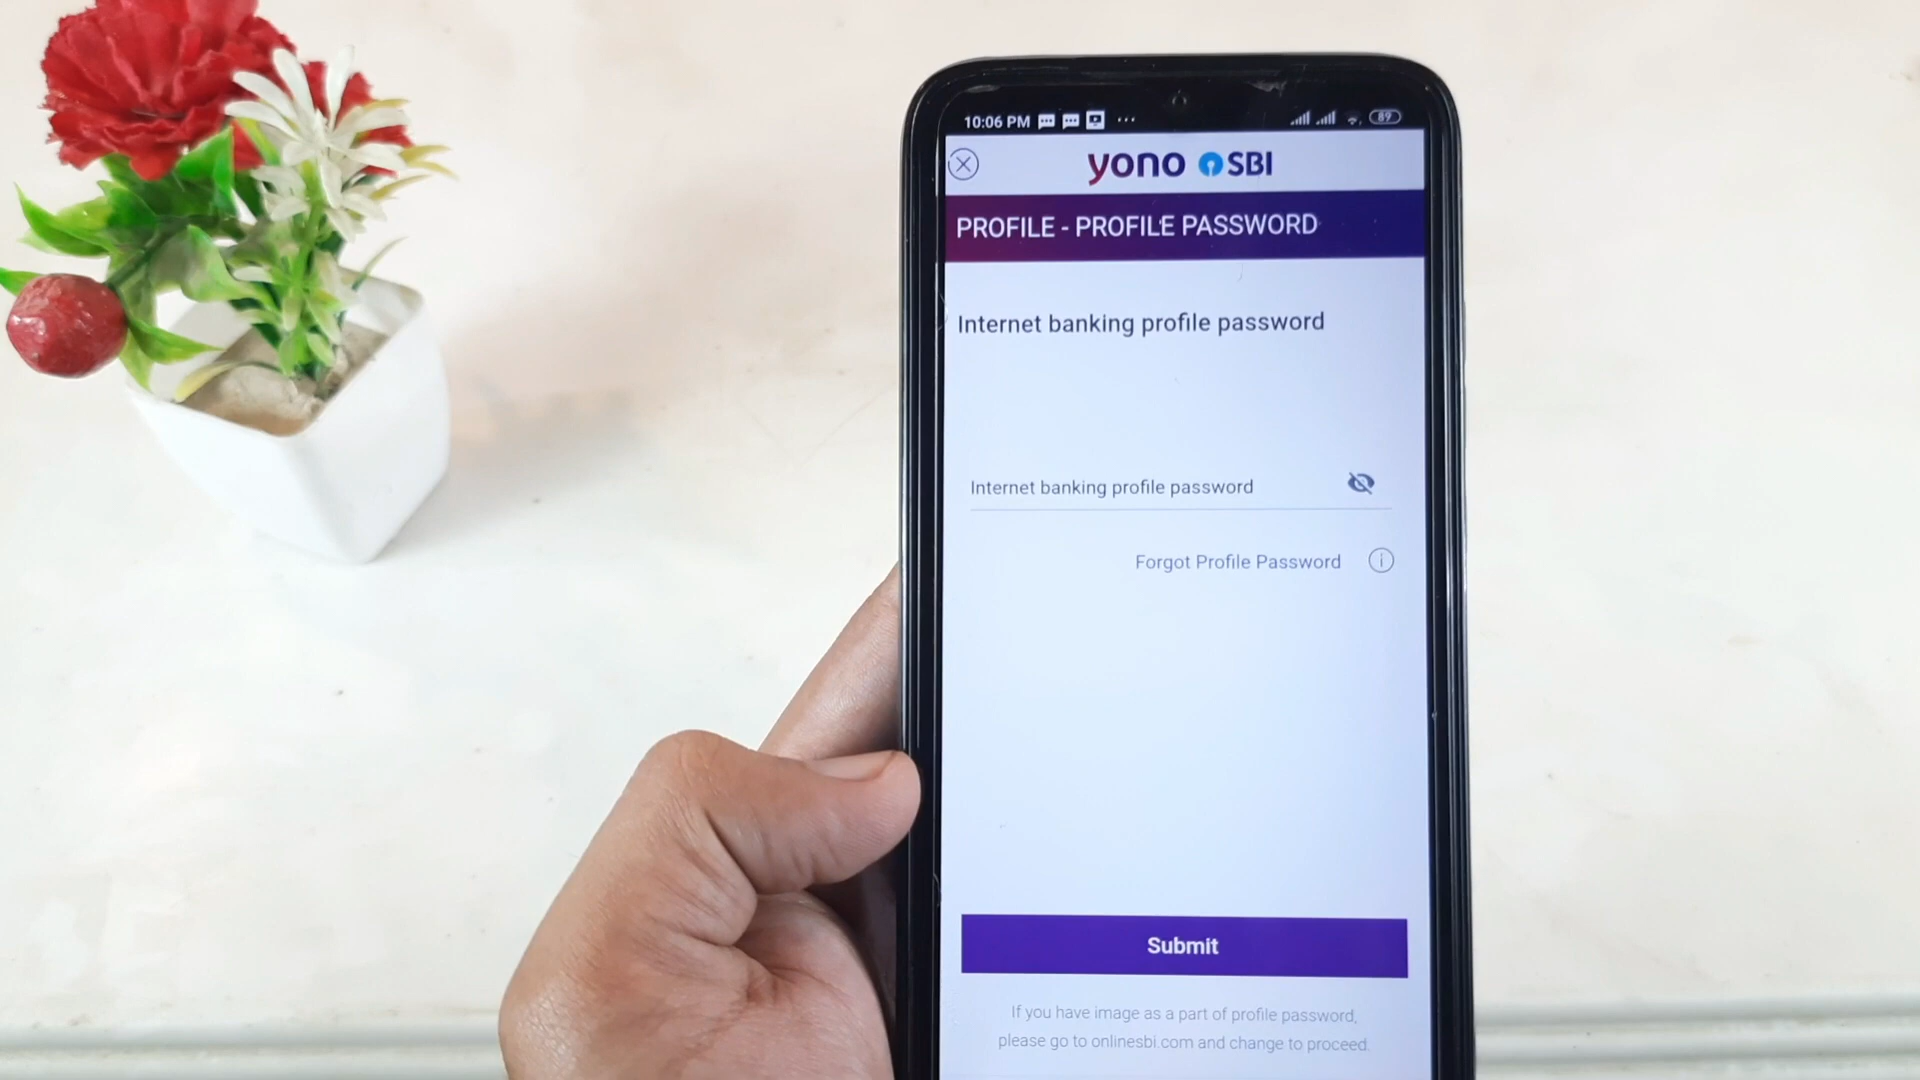 10:06 PM 89
yono SBI
PROFILE - PROFILE PASSWORD
Internet banking profile password
Internet banking profile password
Forgot Profile Password
Submit
If you have image as a part of profile password,
please go to onlinesbi.com and change to proceed.